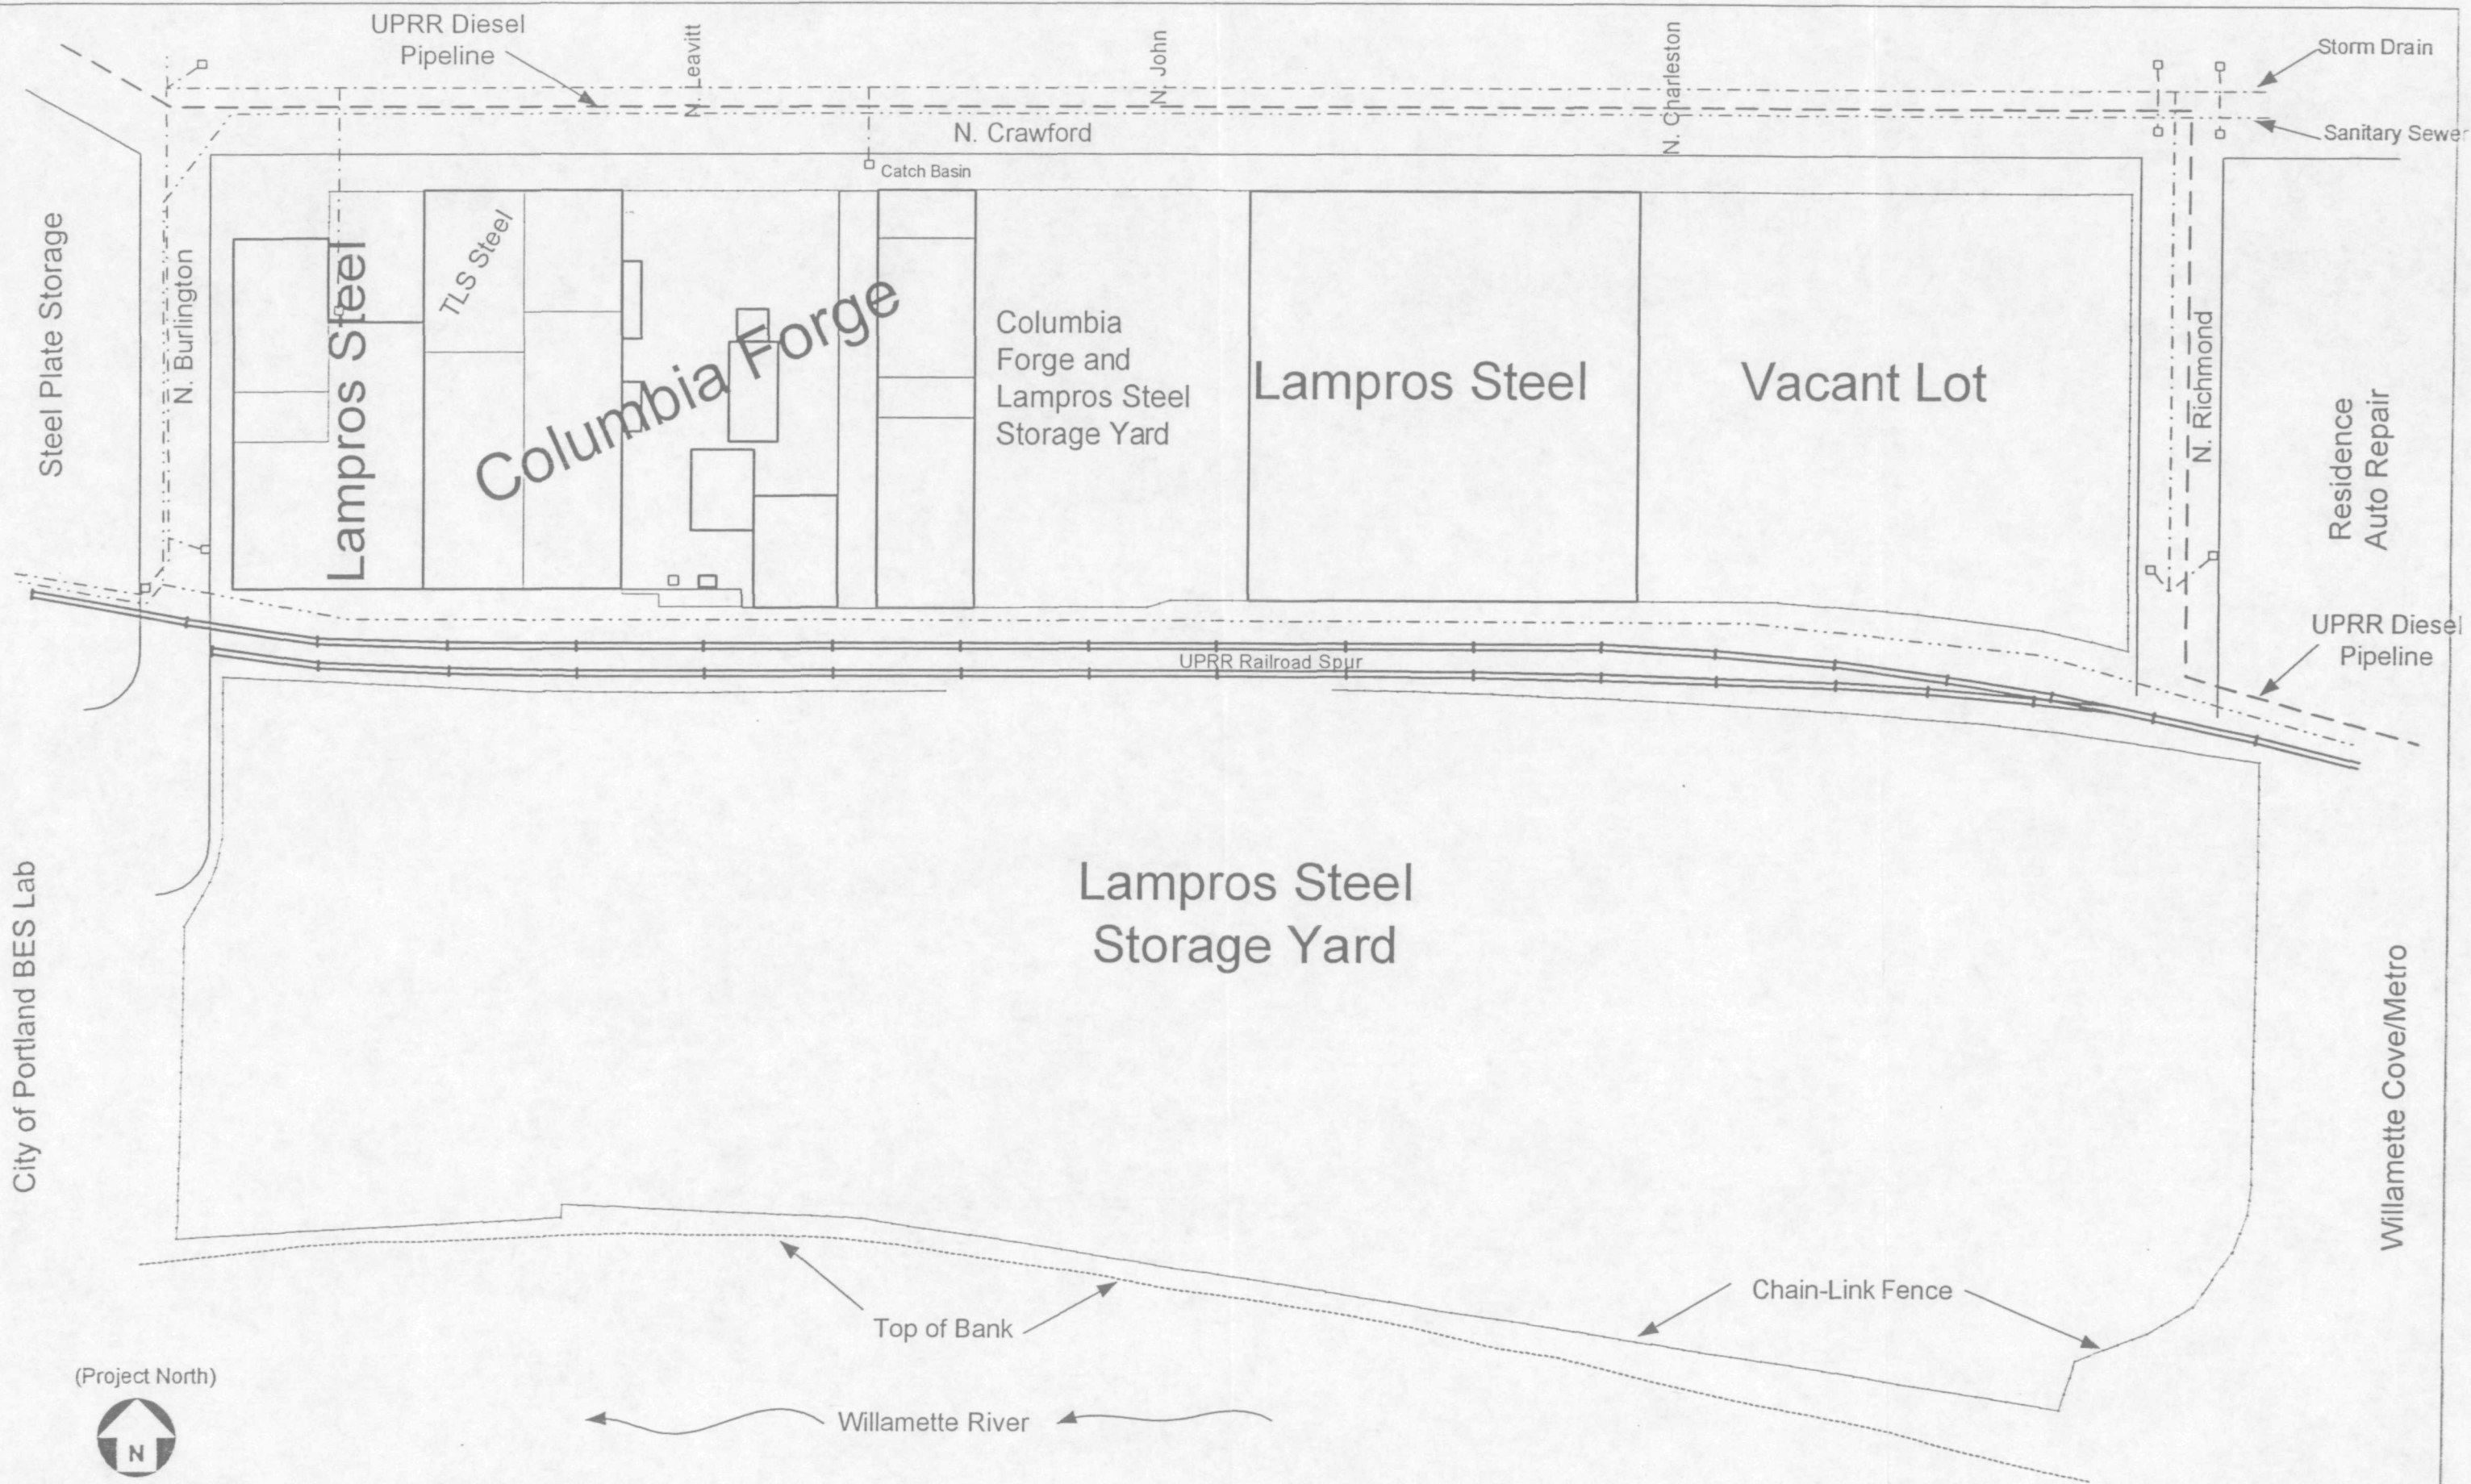 UPRR Diesel
Pipeline
N. Leavitt
N. John
N. Charleston
Storm Drain
N. Crawford
Sanitary Sewer
Catch Basin
Steel Plate Storage
N. Burlington
Lampros Steel
TLS Steel
Columbia Forge
Columbia
Forge and
Lampros Steel
Storage Yard
Lampros Steel
Vacant Lot
N. Richmond
Residence
Auto Repair
UPRR Diesel
Pipeline
UPRR Railroad Spur
City of Portland BES Lab
Lampros Steel
Storage Yard
Willamette Cove/Metro
Chain-Link Fence
Top of Bank
(Project North)
N
Willamette River